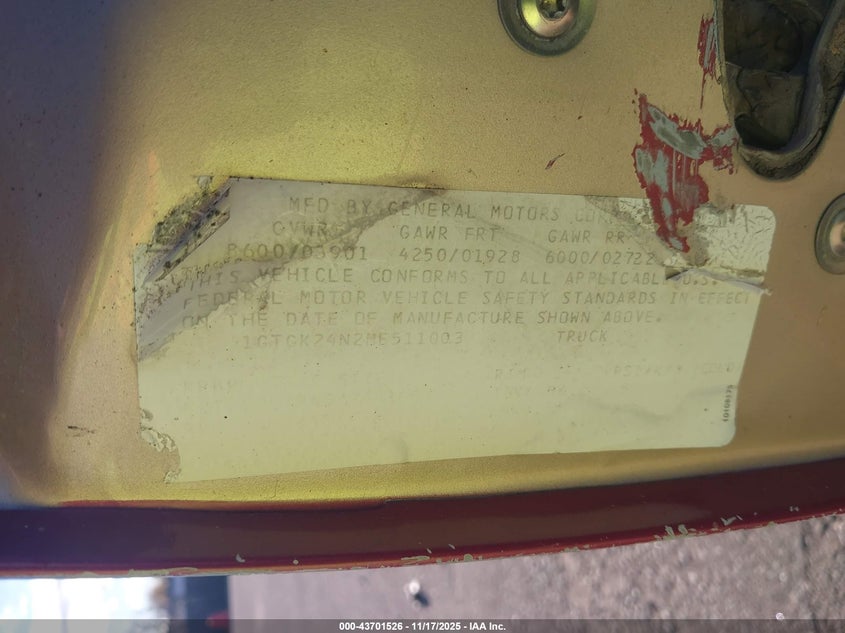 MFD BY GENERAL MOTORS CORP
GVWR GAWR FRT GAWR RR
8600/03901 4250/01928 6000/02722
THIS VEHICLE CONFORMS TO ALL APPLICABLE U.S.
FEDERAL MOTOR VEHICLE SAFETY STANDARDS IN EFFECT
ON THE DATE OF MANUFACTURE SHOWN ABOVE.
1GTGK24N2ME511003 TRUCK
000-43701526 | 11/17/2025 | IAA Inc.